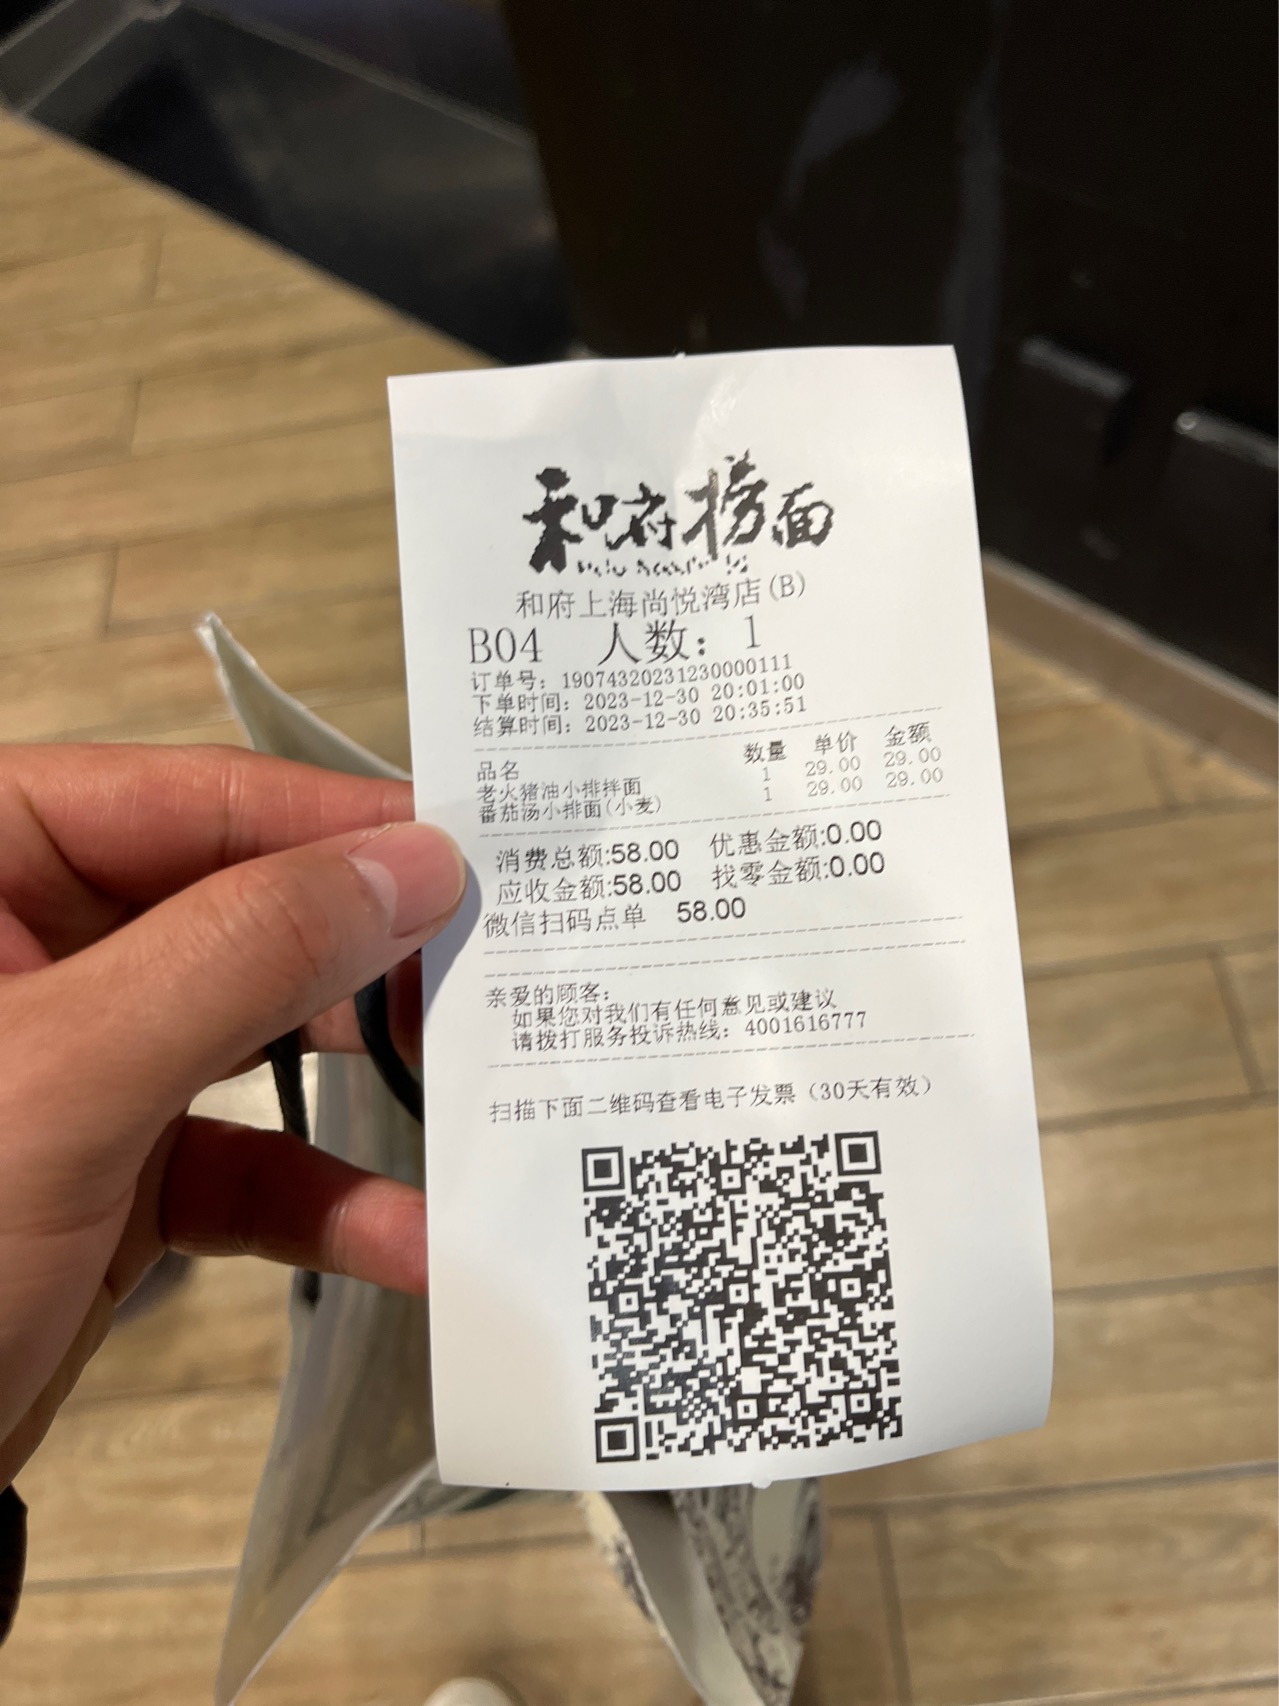 和府捞面
和府上海尚悦湾店(B)
B04 人数：1
订单号：19074320231230000111
下单时间：2023-12-30 20:01:00
结算时间：2023-12-30 20:35:51
品名 数量 单价 金额
老火猪油小排拌面 1 29.00 29.00
番茄汤小排面(小麦) 1 29.00 29.00
消费总额:58.00 优惠金额:0.00
应收金额:58.00 找零金额:0.00
微信扫码点单 58.00
亲爱的顾客：
如果您对我们有任何意见或建议
请拨打服务投诉热线：4001616777
扫描下面二维码查看电子发票（30天有效）